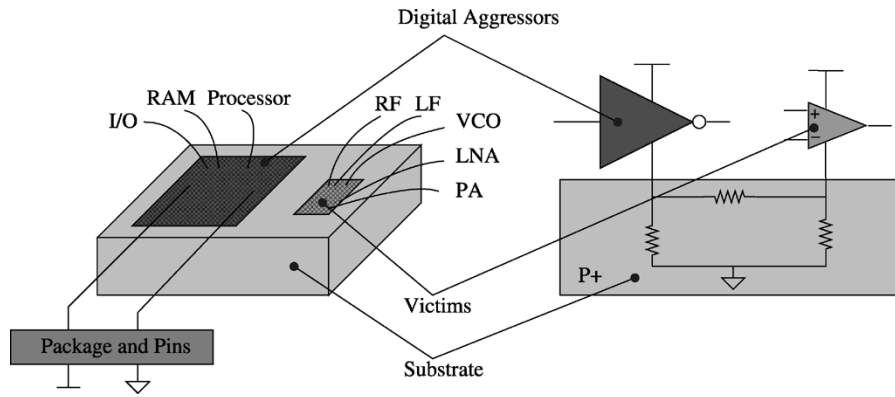 Digital Aggressors
RAM Processor
I/O
RF LF
VCO
LNA
PA
+
−
P+
Victims
Package and Pins
Substrate